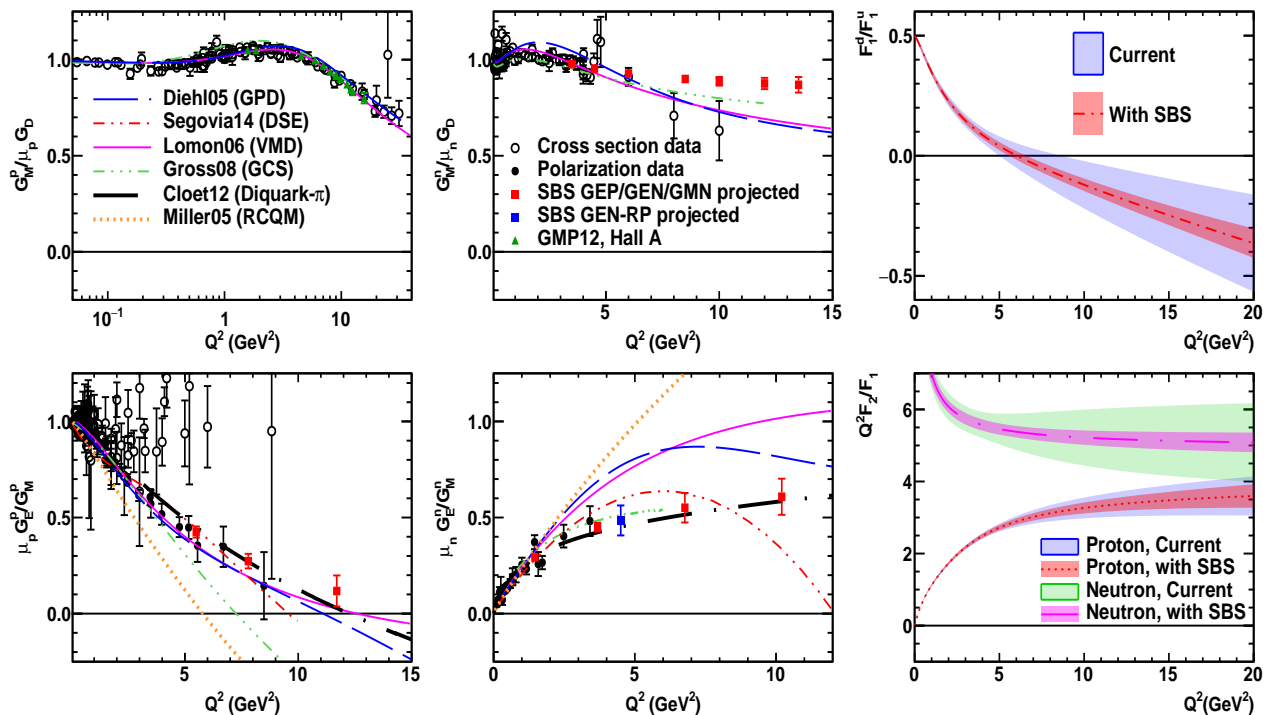 G_M^p/μ_p G_D
1.0
0.5
0.0
Diehl05 (GPD)
Segovia14 (DSE)
Lomon06 (VMD)
Gross08 (GCS)
Cloet12 (Diquark-π)
Miller05 (RCQM)
10^−1
1
10
Q^2 (GeV^2)
G_M^n/μ_n G_D
1.0
0.5
0.0
Cross section data
Polarization data
SBS GEP/GEN/GMN projected
SBS GEN-RP projected
GMP12, Hall A
0
5
10
15
Q^2 (GeV^2)
F_1^d/F_1^u
0.5
0.0
−0.5
Current
With SBS
0
5
10
15
20
Q^2(GeV^2)
μ_p G_E^p/G_M^p
1.0
0.5
0.0
5
10
15
Q^2 (GeV^2)
μ_n G_E^n/G_M^n
1.0
0.5
0.0
0
2
4
6
8
10
Q^2 (GeV^2)
Q^2F_2/F_1
6
4
2
0
Proton, Current
Proton, with SBS
Neutron, Current
Neutron, with SBS
0
5
10
15
20
Q^2(GeV^2)